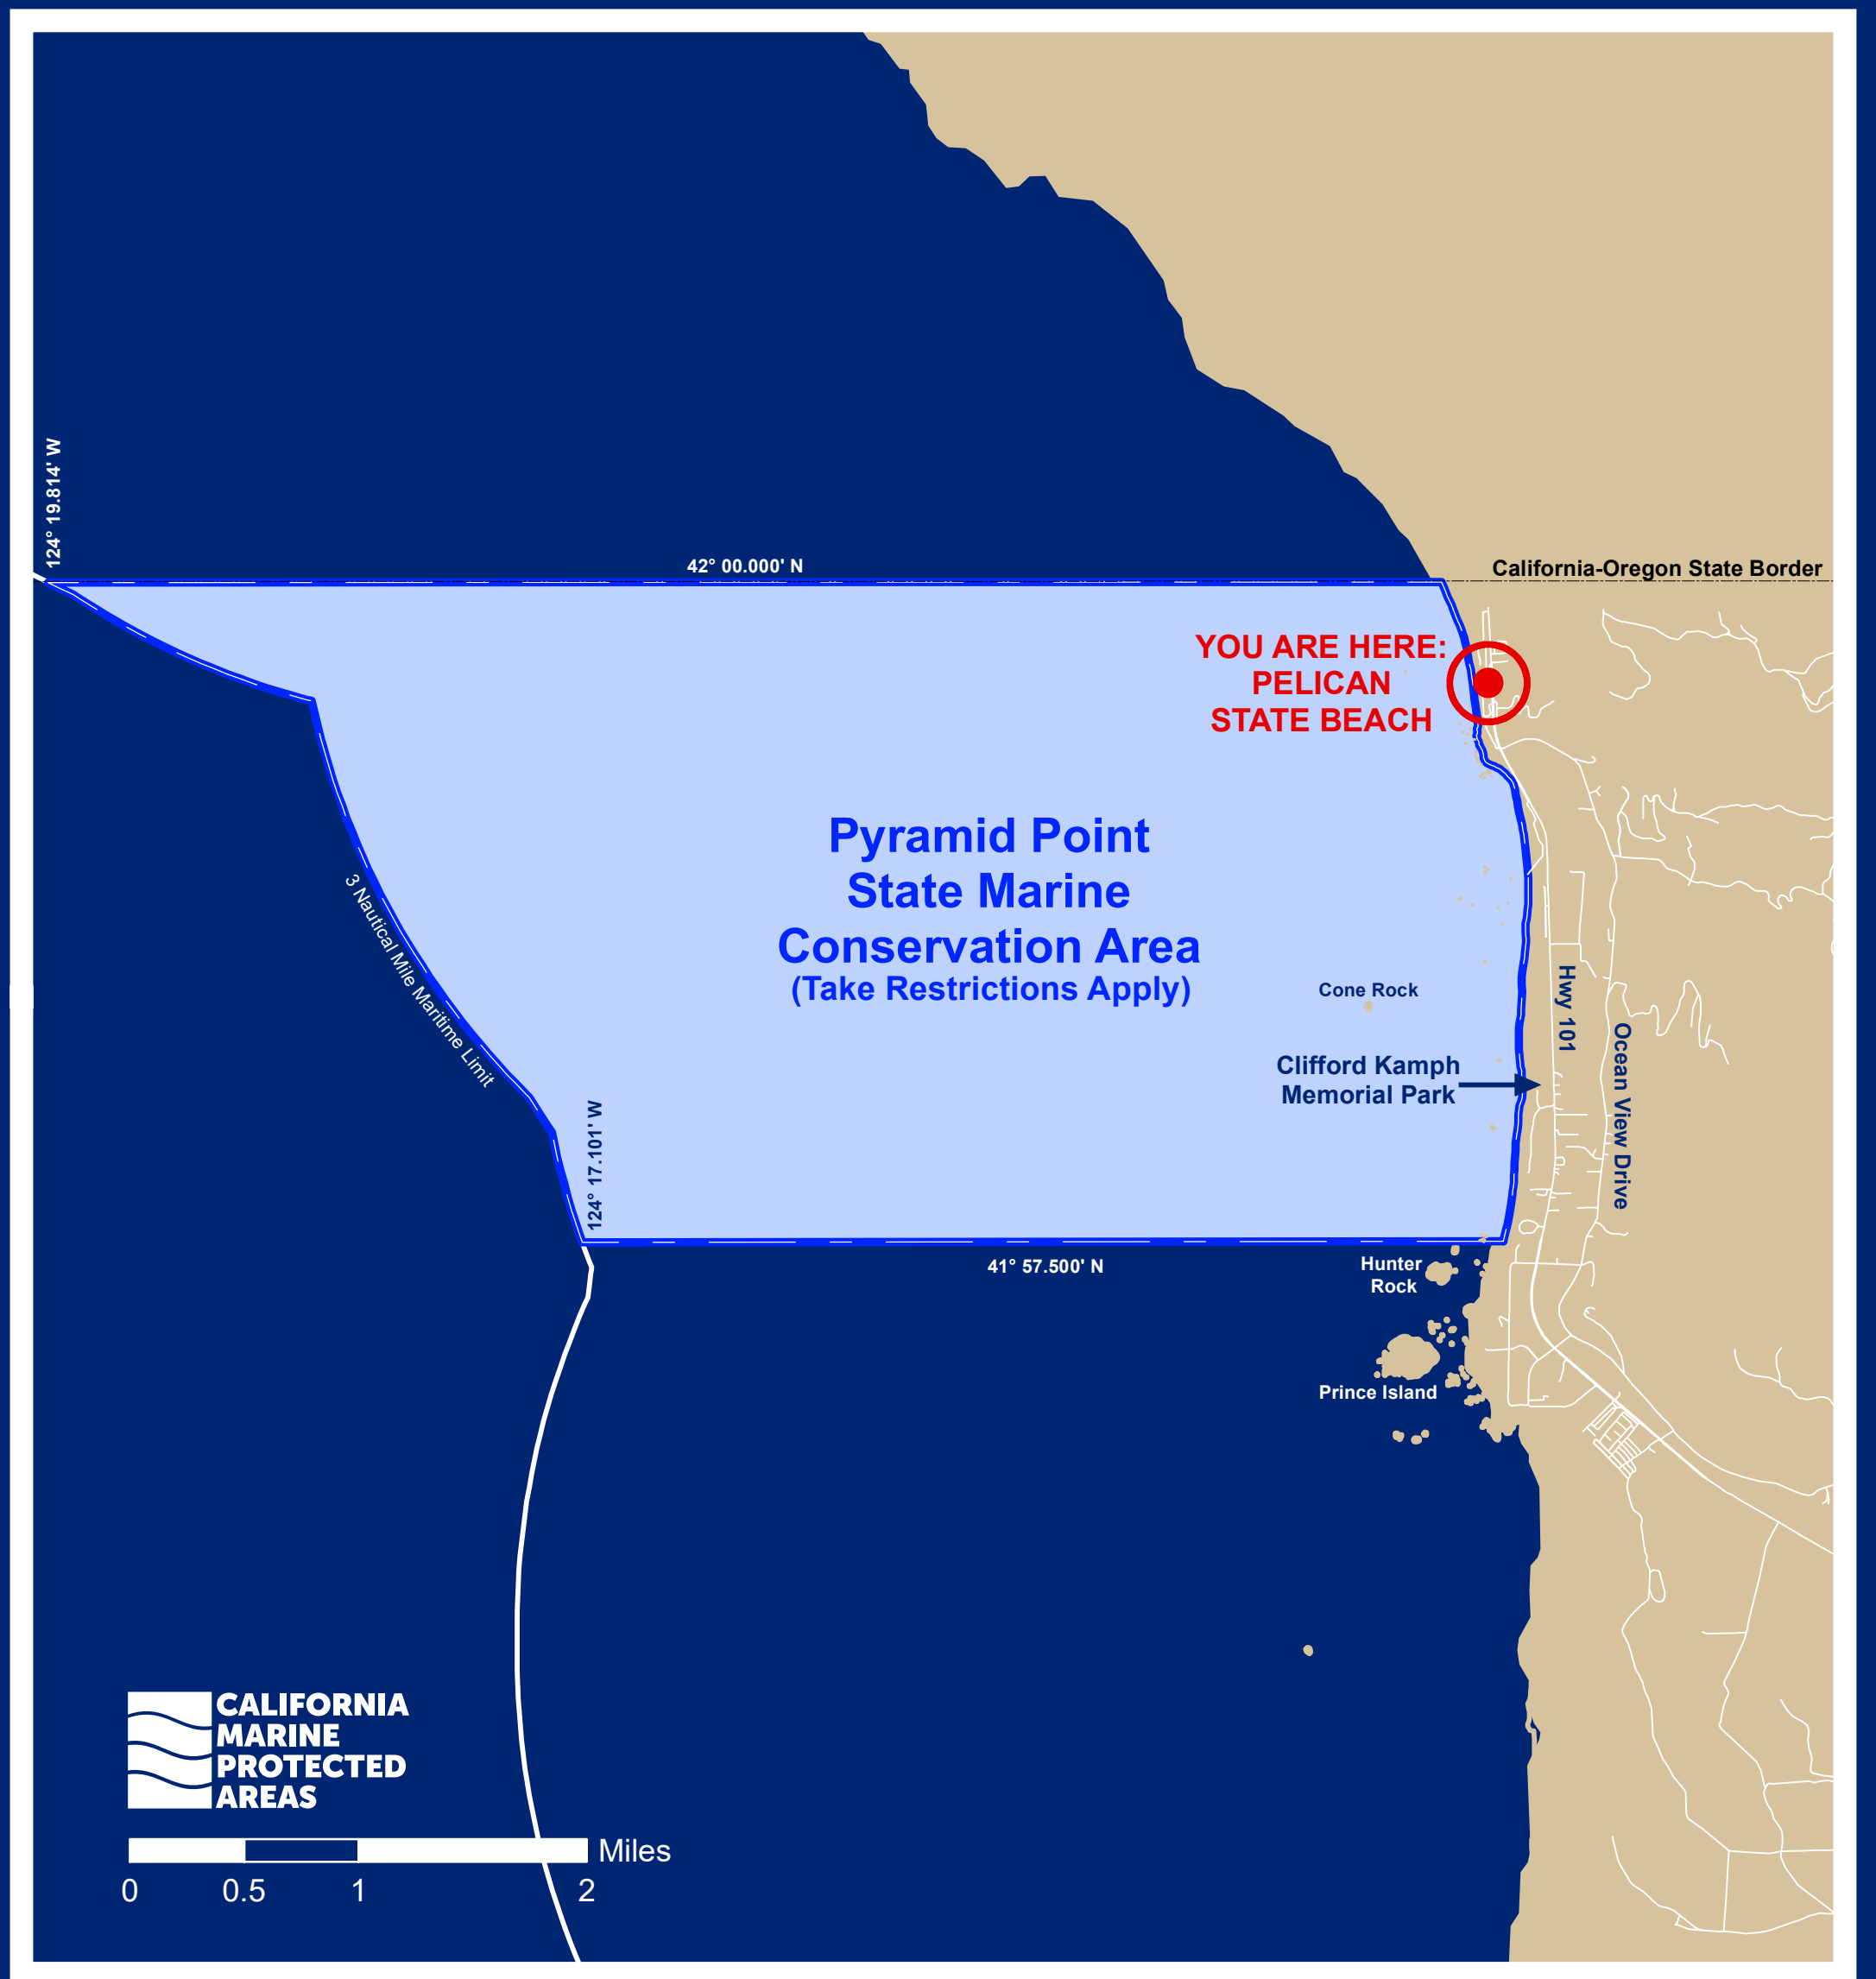 124° 19.814' W
42° 00.000' N
California-Oregon State Border
YOU ARE HERE:
PELICAN
STATE BEACH
Pyramid Point
State Marine
Conservation Area
(Take Restrictions Apply)
3 Nautical Mile Maritime Limit
Cone Rock
Hwy 101
Ocean View Drive
Clifford Kamph
Memorial Park
124° 17.101' W
41° 57.500' N
Hunter
Rock
Prince Island
CALIFORNIA
MARINE
PROTECTED
AREAS
Miles
0 0.5 1 2